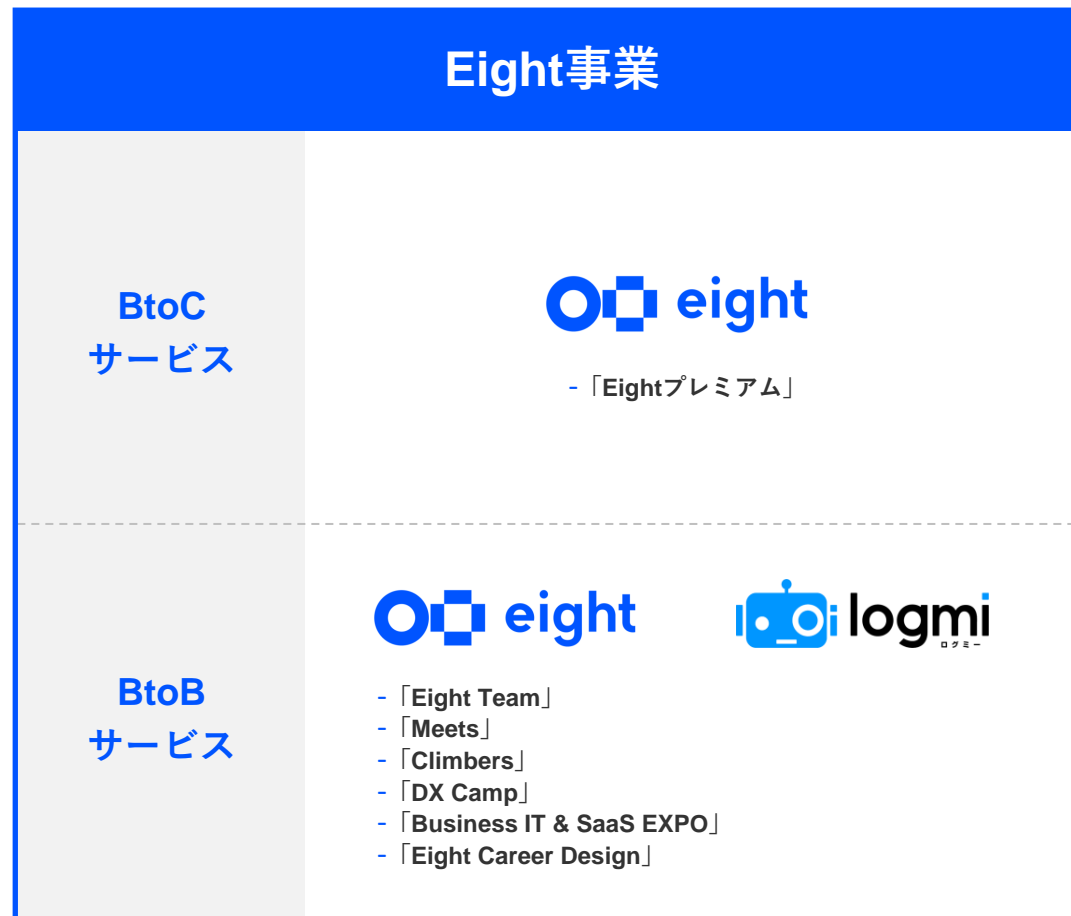 Eight事業
BtoC
サービス
eight
-「Eightプレミアム」
BtoB
サービス
eight
logmi
ログミー
-「Eight Team」
-「Meets」
-「Climbers」
-「DX Camp」
-「Business IT & SaaS EXPO」
-「Eight Career Design」